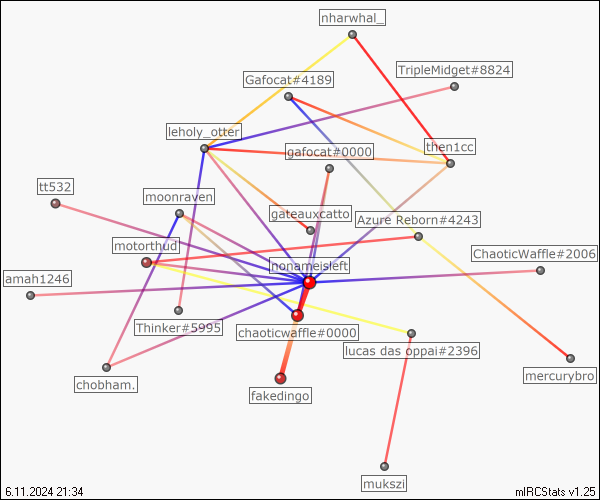 nharwhal_
TripleMidget#8824
Gafocat#4189
leholy_otter
then1cc
gafocat#0000
tt532
moonraven
gateauxcatto
Azure Reborn#4243
motorthud
ChaoticWaffle#2006
nonameisleft
amah1246
Thinker#5995
chaoticwaffle#0000
lucas das oppai#2396
chobham.
mercurybro
fakedingo
mukszi
6.11.2024 21:34
mIRCStats v1.25